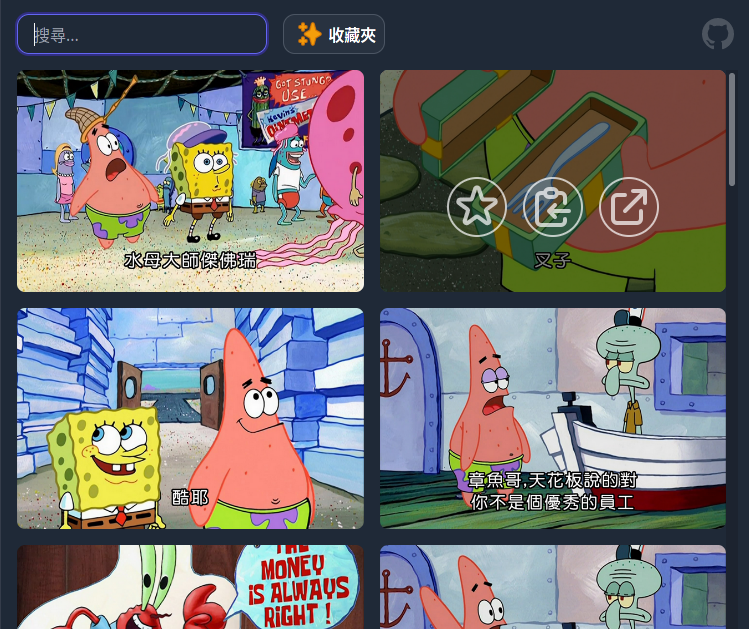 搜尋...
收藏夾
GOT STUNG?
USE
Kevin's
水母大師傑佛瑞
叉子
酷耶
章魚哥,天花板說的對
你不是個優秀的員工
THE
MONEY
iS ALWAYS
RiGHT !